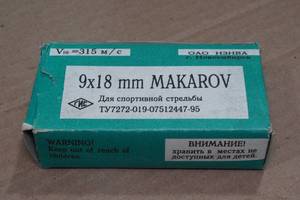 V₁₀=315 м/с
ОАО НЗНВА
г. Новосибирск
9x18 mm MAKAROV
Для спортивной стрельбы
ТУ7272-019-07512447-95
WARNING!
Keep out of reach of
children.
ВНИМАНИЕ!
хранить в местах не
доступных для детей.